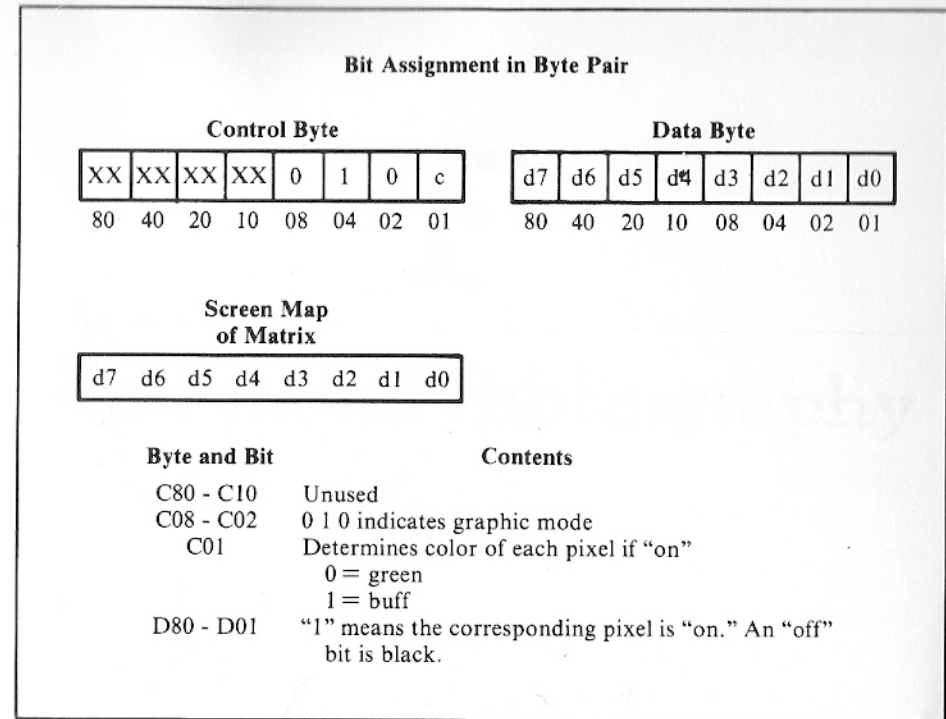 Bit Assignment in Byte Pair
Control Byte
XX XX XX XX 0 1 0 c
80 40 20 10 08 04 02 01
Data Byte
d7 d6 d5 d4 d3 d2 d1 d0
80 40 20 10 08 04 02 01
Screen Map
of Matrix
d7 d6 d5 d4 d3 d2 d1 d0
Byte and Bit Contents
C80 - C10 Unused
C08 - C02 0 1 0 indicates graphic mode
C01 Determines color of each pixel if “on”
0 = green
1 = buff
D80 - D01 “1” means the corresponding pixel is “on.” An “off”
bit is black.